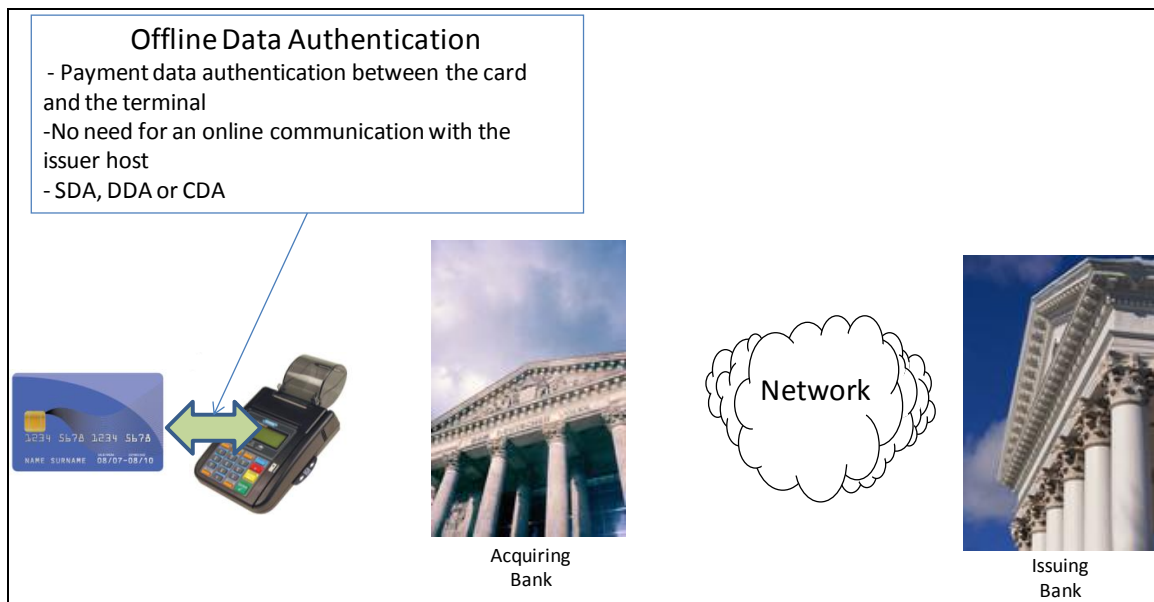 Offline Data Authentication
- Payment data authentication between the card
and the terminal
-No need for an online communication with the
issuer host
- SDA, DDA or CDA
Network
1234 5678 1234 5678
NAME SURNAME 08/07-08/10
Acquiring
Bank
Issuing
Bank